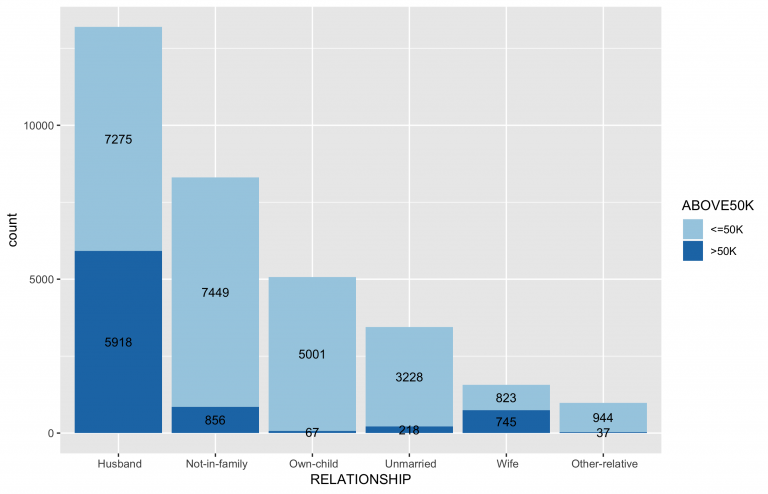 count
10000
5000
0
7275
5918
7449
856
5001
67
3228
218
823
745
944
37
Husband Not-in-family Own-child Unmarried Wife Other-relative
RELATIONSHIP
ABOVE50K
<=50K
>50K